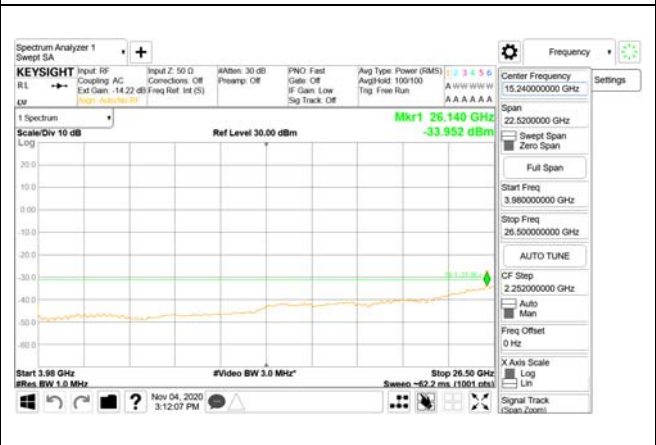 Spectrum Analyzer 1
Swept SA
Frequency
KEYSIGHT
RL
Input: RF
Coupling: AC
Ext Gain: -14.22 dB
Align: Auto/No RF
Input Z: 50 Ω
Corrections: Off
Freq Ref: Int (S)
#Atten: 30 dB
Preamp: Off
PNO: Fast
Gate: Off
IF Gain: Low
Sig Track: Off
Avg Type: Power (RMS)
Avg|Hold: 100/100
Trig: Free Run
1 2 3 4 5 6
A W W W W W
A A A A A A
1 Spectrum
Scale/Div 10 dB
Ref Level 30.00 dBm
Mkr1 26.140 GHz
-33.952 dBm
Log
20.0
10.0
0.00
-10.0
-20.0
-30.0
-40.0
-50.0
-60.0
Start 3.98 GHz
#Res BW 1.0 MHz
#Video BW 3.0 MHz*
Stop 26.50 GHz
Sweep ~62.2 ms (1001 pts)
Nov 04, 2020
3:12:07 PM
Center Frequency
15.240000000 GHz
Settings
Span
22.5200000 GHz
Swept Span
Zero Span
Full Span
Start Freq
3.980000000 GHz
Stop Freq
26.500000000 GHz
AUTO TUNE
CF Step
2.252000000 GHz
Auto
Man
Freq Offset
0 Hz
X Axis Scale
Log
Lin
Signal Track
(Span Zoom)